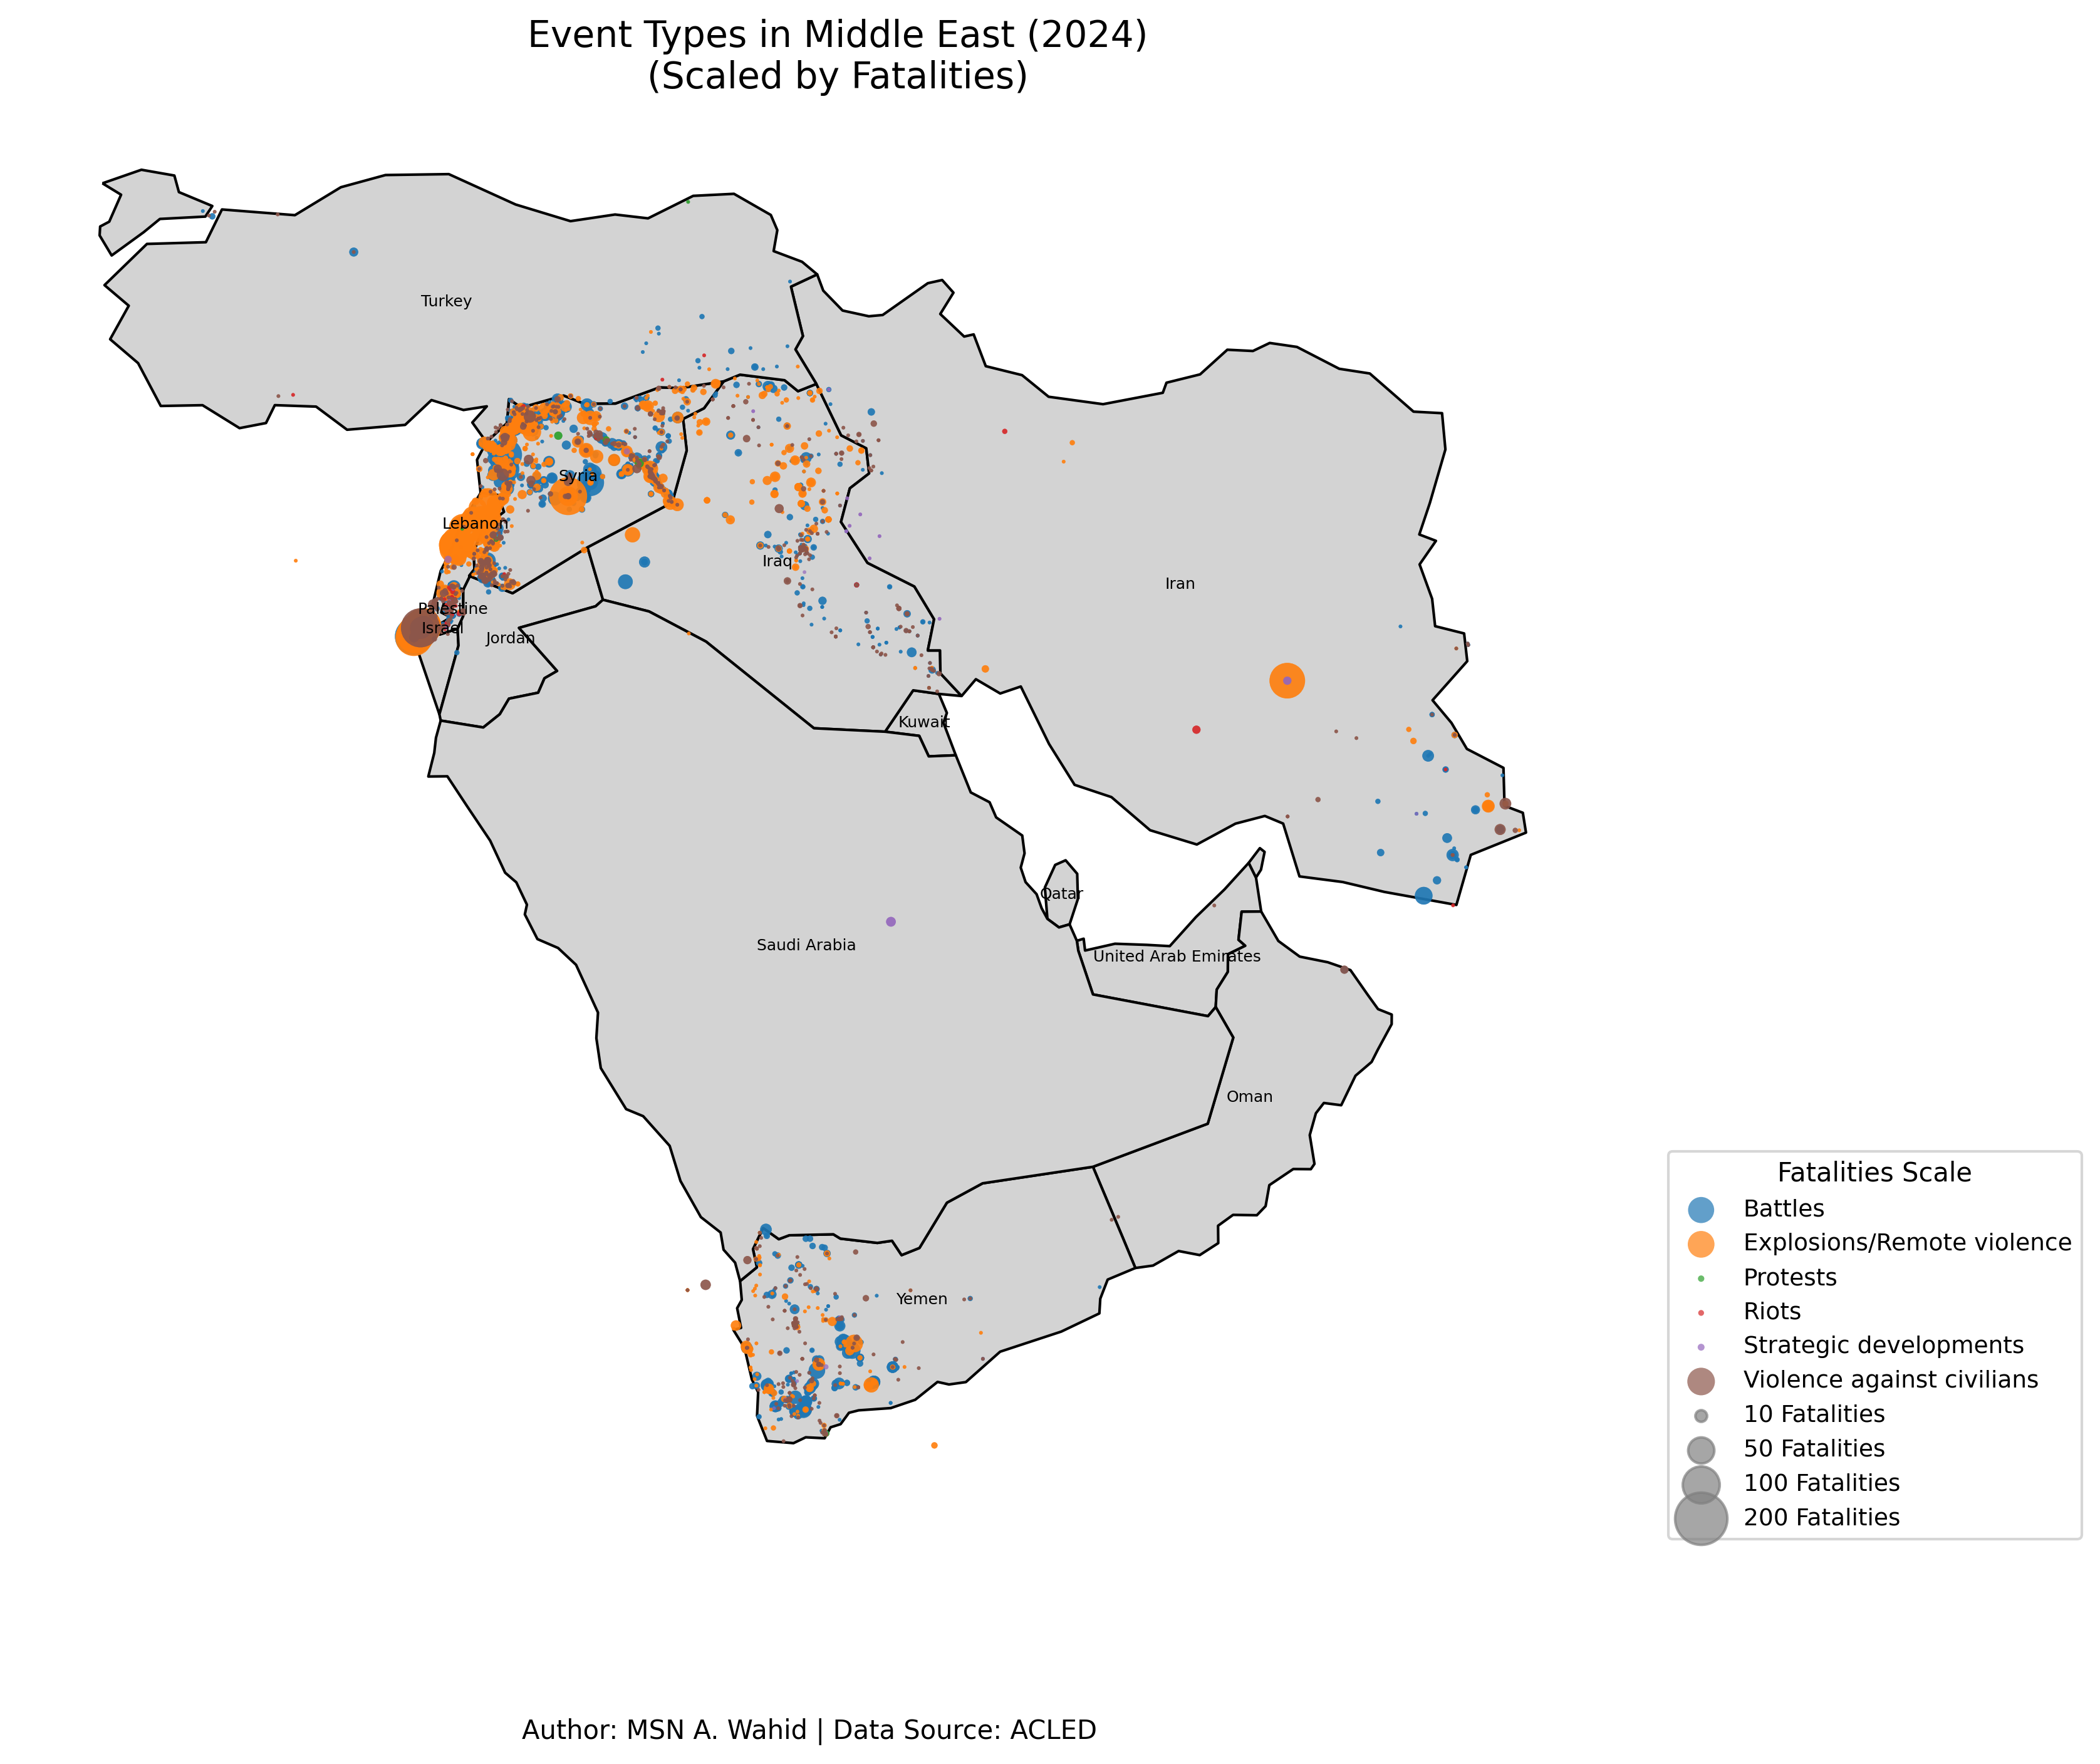 Event Types in Middle East (2024)
(Scaled by Fatalities)
Turkey
Syria
Lebanon
Iraq
Iran
Palestine
Israel
Jordan
Kuwait
Qatar
Saudi Arabia
United Arab Emirates
Oman
Yemen
Fatalities Scale
Battles
Explosions/Remote violence
Protests
Riots
Strategic developments
Violence against civilians
10 Fatalities
50 Fatalities
100 Fatalities
200 Fatalities
Author: MSN A. Wahid | Data Source: ACLED